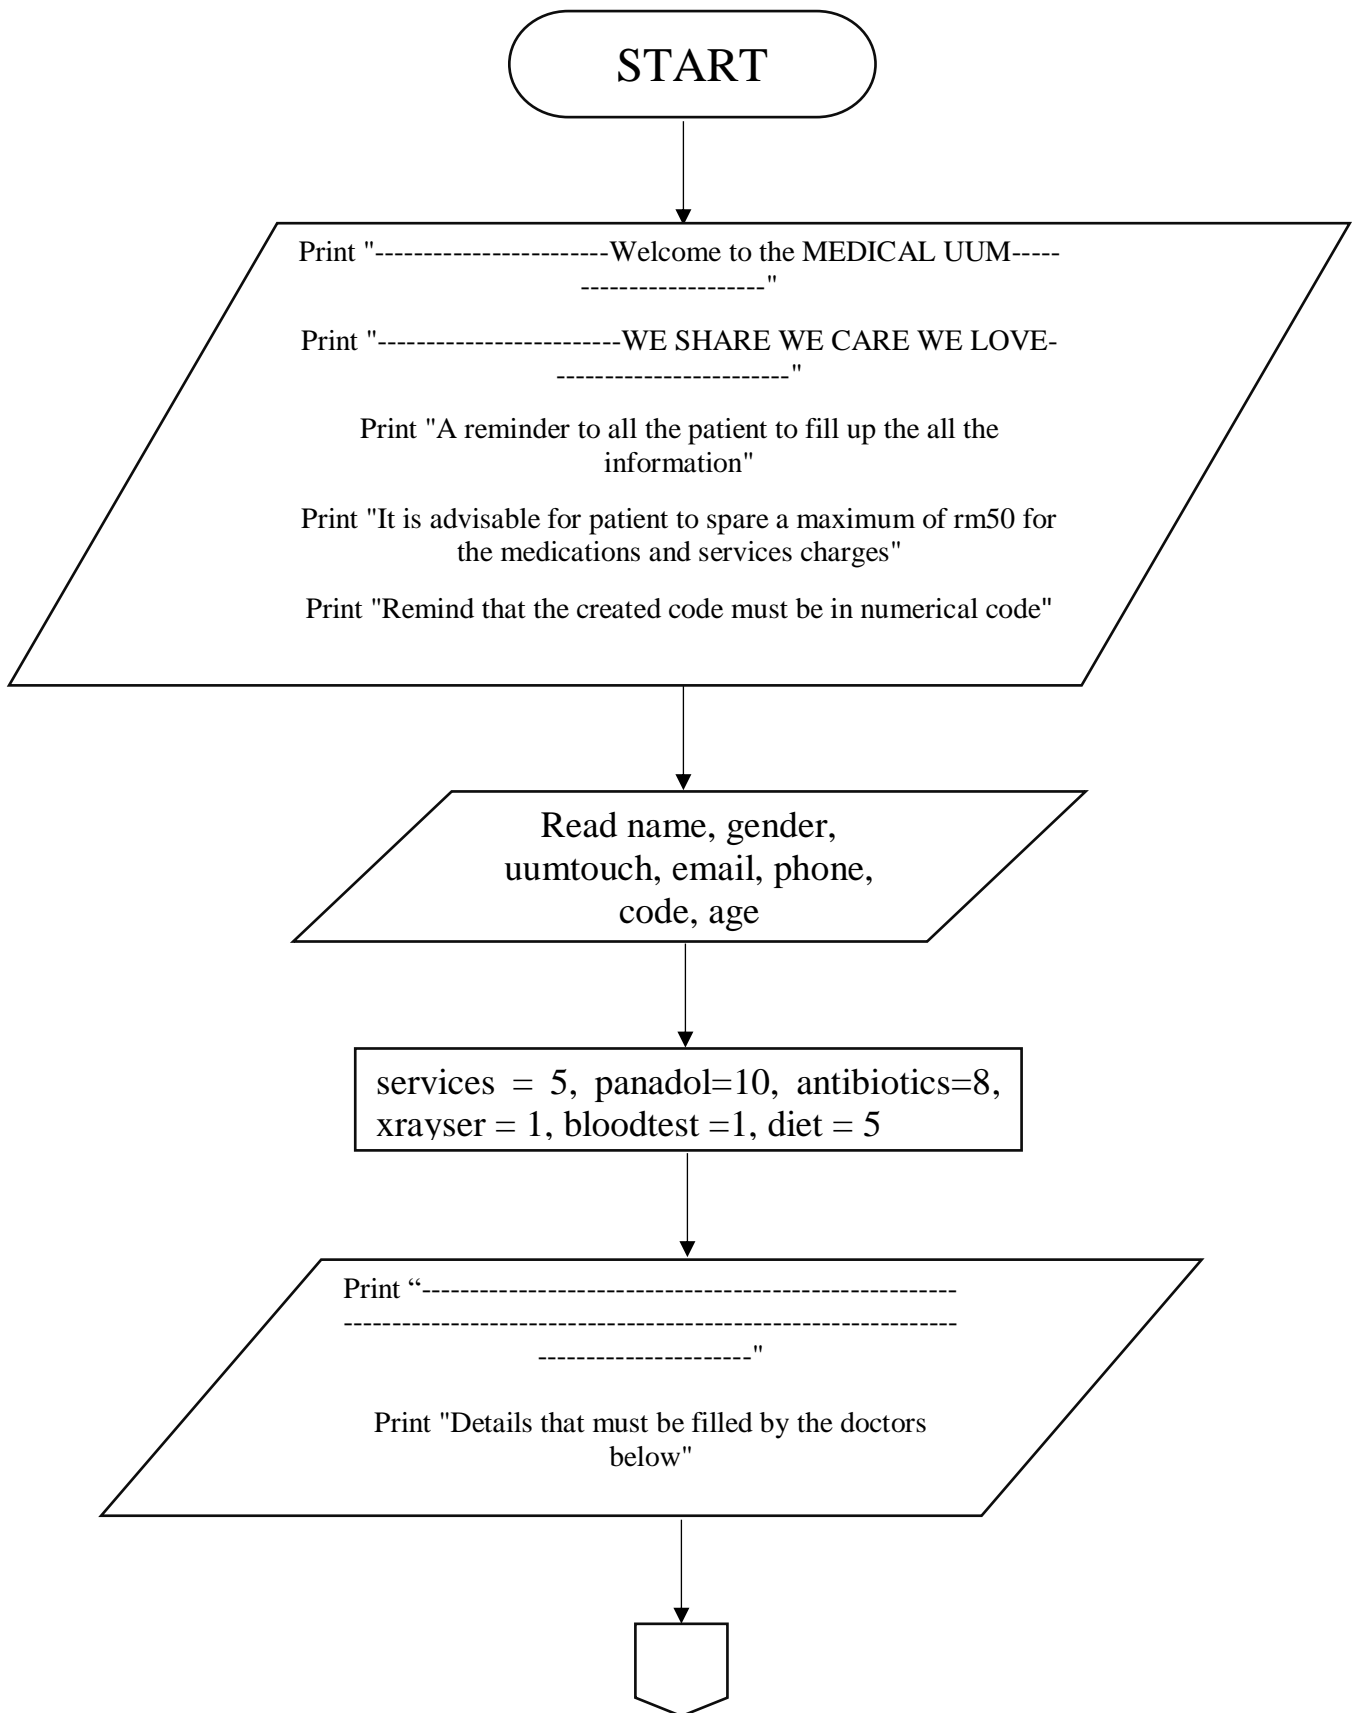 START
Print "------------------------Welcome to the MEDICAL UUM-----
-------------------"
Print "-------------------------WE SHARE WE CARE WE LOVE-
------------------------"
Print "A reminder to all the patient to fill up the all the
information"
Print "It is advisable for patient to spare a maximum of rm50 for
the medications and services charges"
Print "Remind that the created code must be in numerical code"
Read name, gender,
uumtouch, email, phone,
code, age
services = 5, panadol=10, antibiotics=8,
xrayser = 1, bloodtest =1, diet = 5
Print “-------------------------------------------------------
---------------------------------------------------------------
----------------------"
Print "Details that must be filled by the doctors
below"